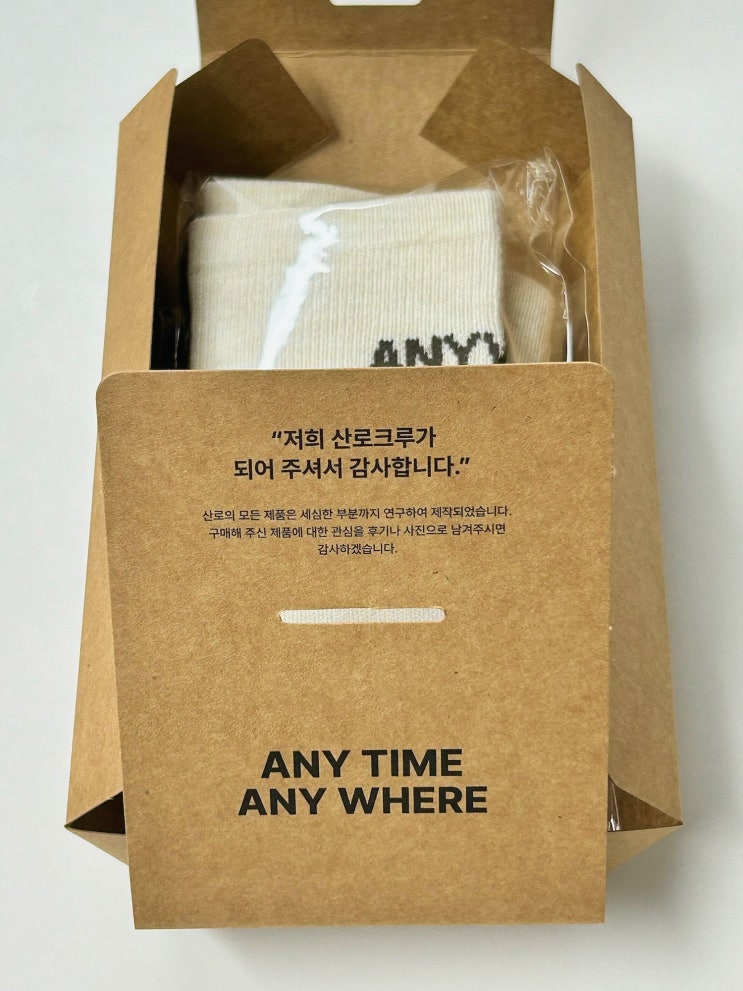 ANY
“저희 산로크루가
되어 주셔서 감사합니다.”
산로의 모든 제품은 세심한 부분까지 연구하여 제작되었습니다.
구매해 주신 제품에 대한 관심을 후기나 사진으로 남겨주시면
감사하겠습니다.
ANY TIME
ANY WHERE